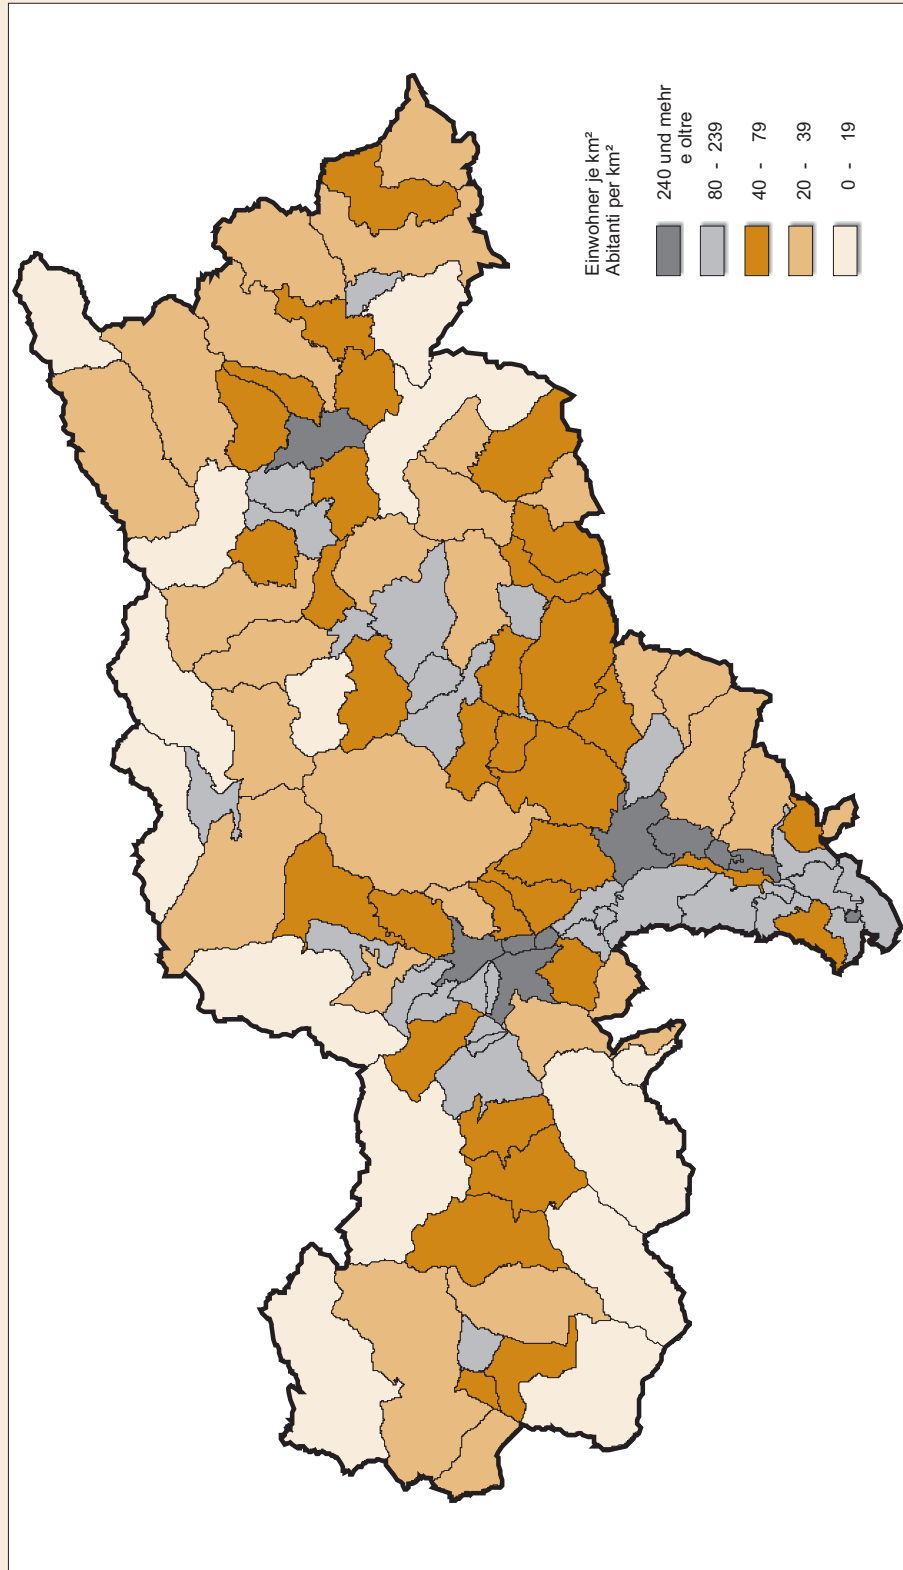 Einwohner je km²
Abitanti per km²
240 und mehr
e oltre
80 - 239
40 - 79
20 - 39
0 - 19